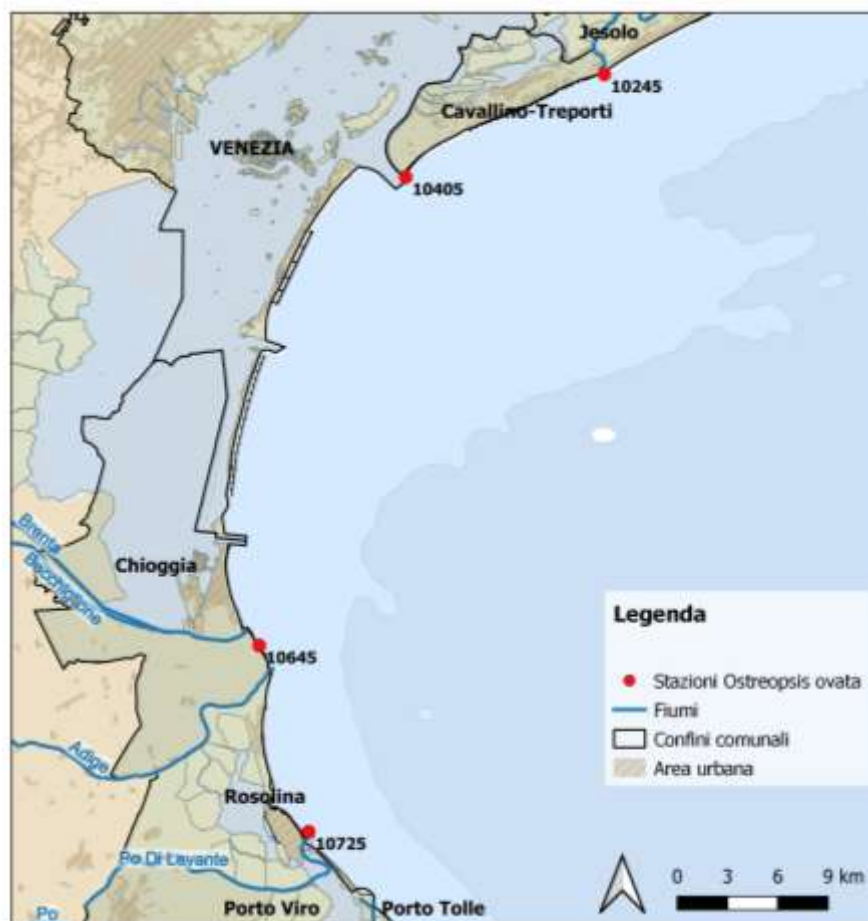 Jesolo
10245
Cavallino-Treporti
VENEZIA
10405
Brenta
Bacchiglione
Chioggia
10645
Adige
Rosolina
10725
Po Di Levante
Po
Porto Viro
Porto Tolle
Legenda
Stazioni Ostreopsis ovata
Fiumi
Confini comunali
Area urbana
0 3 6 9 km